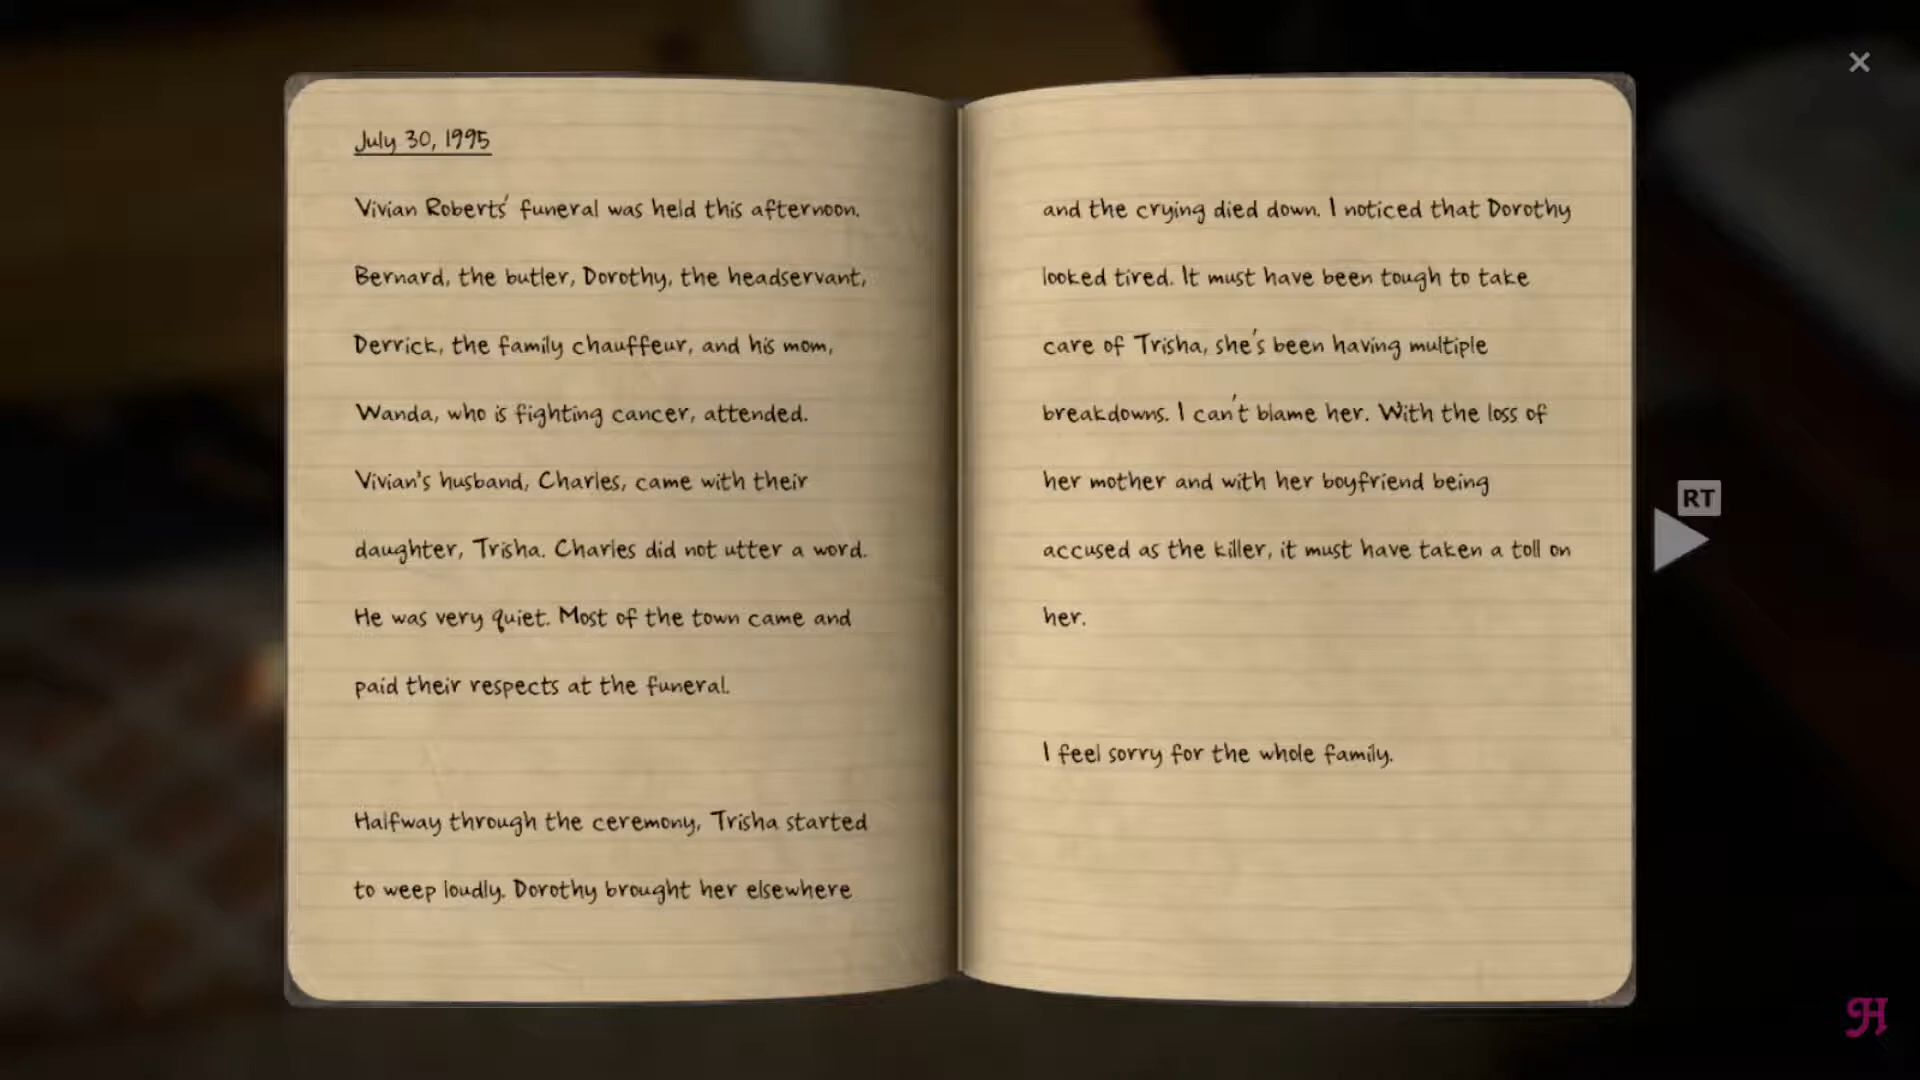 July 30, 1995
Vivian Roberts' funeral was held this afternoon.
Bernard, the butler, Dorothy, the headservant,
Derrick, the family chauffeur, and his mom,
Wanda, who is fighting cancer, attended.
Vivian's husband, Charles, came with their
daughter, Trisha. Charles did not utter a word.
He was very quiet. Most of the town came and
paid their respects at the funeral.
Halfway through the ceremony, Trisha started
to weep loudly. Dorothy brought her elsewhere
and the crying died down. I noticed that Dorothy
looked tired. It must have been tough to take
care of Trisha, she's been having multiple
breakdowns. I can't blame her. With the loss of
her mother and with her boyfriend being
accused as the killer, it must have taken a toll on
her.
I feel sorry for the whole family.
RT
H